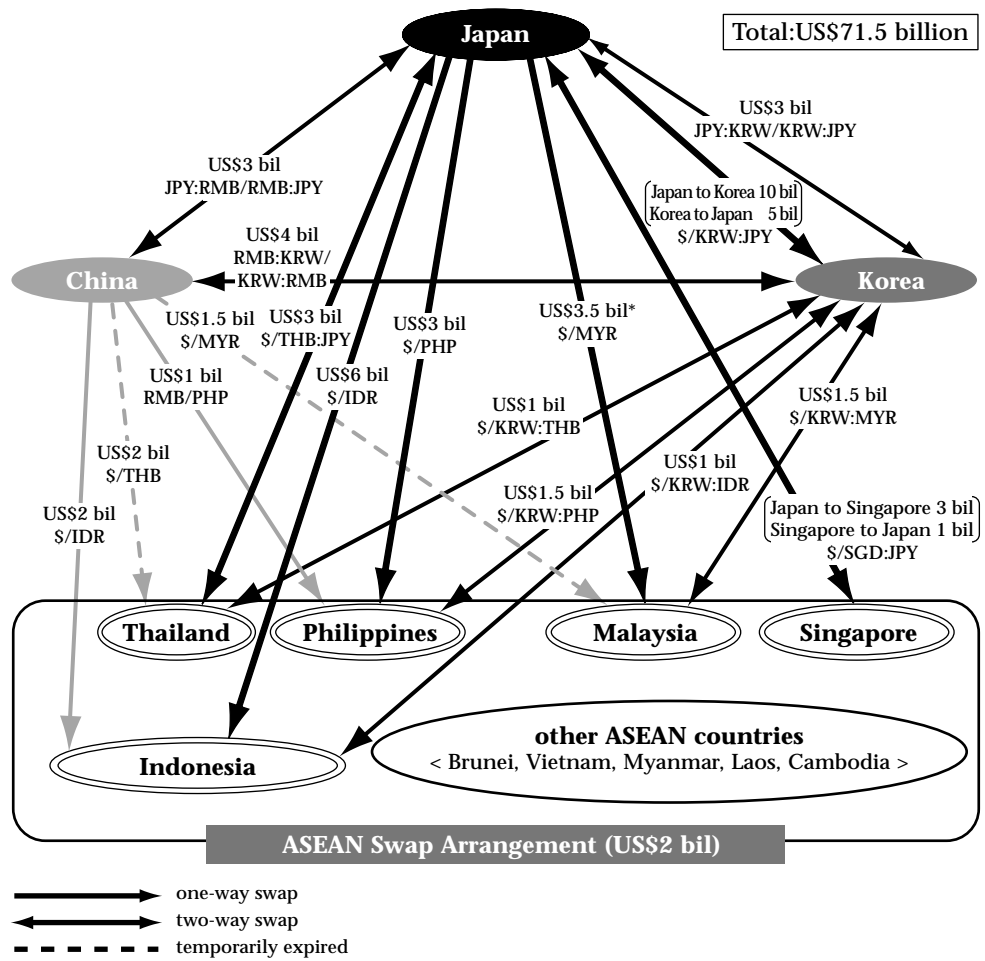 Japan
Total:US$71.5 billion
US$3 bil
JPY:KRW/KRW:JPY
US$3 bil
JPY:RMB/RMB:JPY
Japan to Korea 10 bil
Korea to Japan 5 bil
$/KRW:JPY
US$4 bil
RMB:KRW/
KRW:RMB
China
Korea
US$1.5 bil
$/MYR
US$3 bil
$/THB:JPY
US$3 bil
$/PHP
US$3.5 bil*
$/MYR
US$1 bil
RMB/PHP
US$6 bil
$/IDR
US$1 bil
$/KRW:THB
US$1.5 bil
$/KRW:MYR
US$2 bil
$/THB
US$1 bil
$/KRW:IDR
US$1.5 bil
$/KRW:PHP
US$2 bil
$/IDR
Japan to Singapore 3 bil
Singapore to Japan 1 bil
$/SGD:JPY
Thailand
Philippines
Malaysia
Singapore
Indonesia
other ASEAN countries
< Brunei, Vietnam, Myanmar, Laos, Cambodia >
ASEAN Swap Arrangement (US$2 bil)
one-way swap
two-way swap
temporarily expired